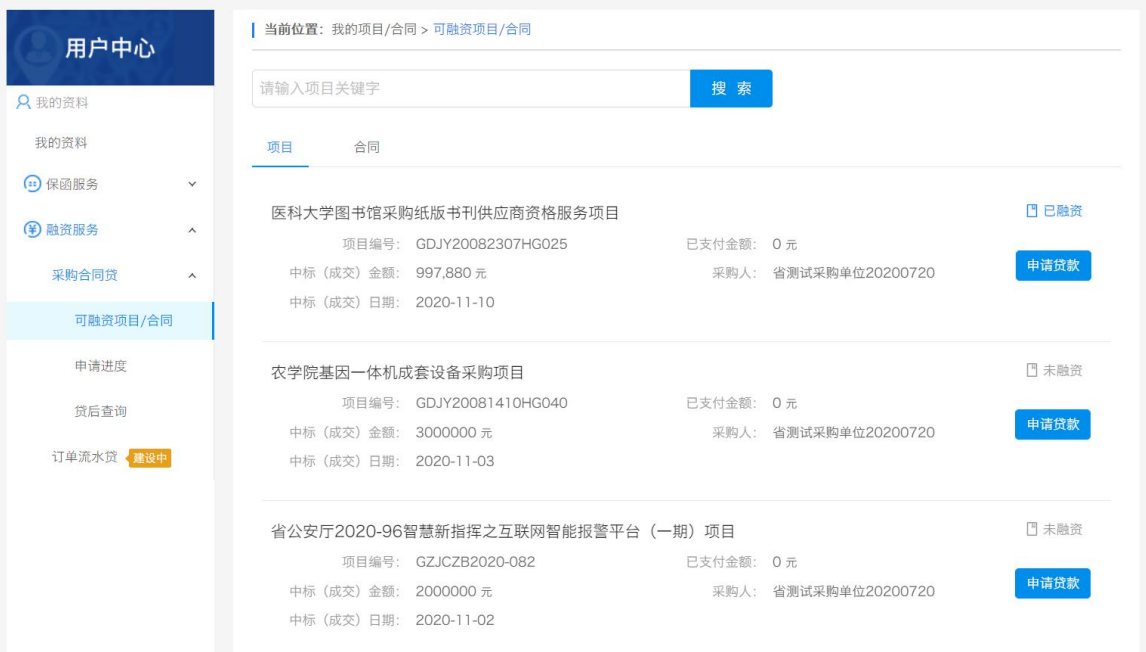 用户中心
我的资料
我的资料
保函服务
融资服务
采购合同贷
可融资项目/合同
申请进度
贷后查询
订单流水贷 建设中
当前位置：我的项目/合同 > 可融资项目/合同
请输入项目关键字 搜 索
项目 合同
医科大学图书馆采购纸版书刊供应商资格服务项目 已融资
项目编号： GDJY20082307HG025 已支付金额： 0 元
申请贷款
中标（成交）金额： 997,880 元 采购人： 省测试采购单位20200720
中标（成交）日期： 2020-11-10
农学院基因一体机成套设备采购项目 未融资
项目编号： GDJY20081410HG040 已支付金额： 0 元
申请贷款
中标（成交）金额： 3000000 元 采购人： 省测试采购单位20200720
中标（成交）日期： 2020-11-03
省公安厅2020-96智慧新指挥之互联网智能报警平台（一期）项目 未融资
项目编号： GZJCZB2020-082 已支付金额： 0 元
申请贷款
中标（成交）金额： 2000000 元 采购人： 省测试采购单位20200720
中标（成交）日期： 2020-11-02